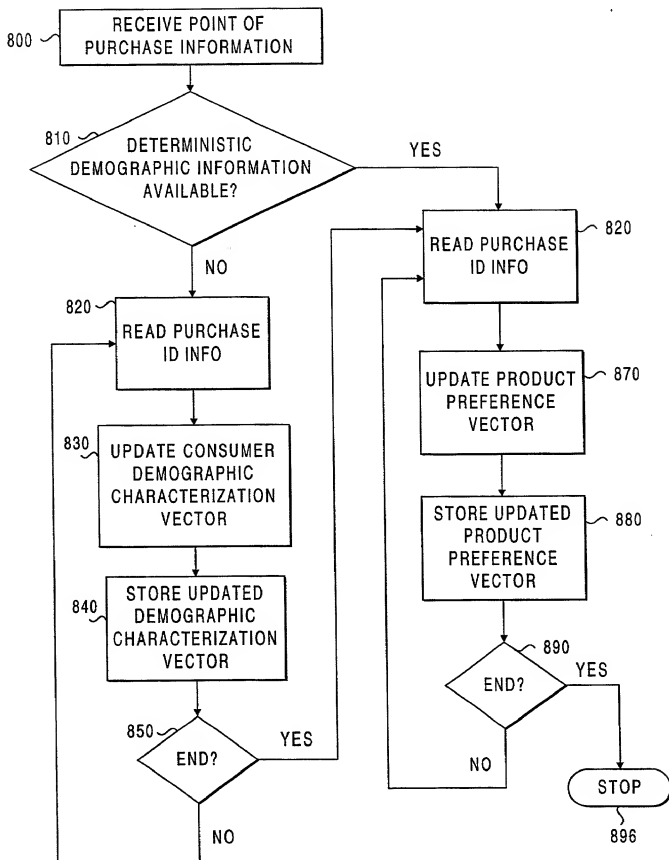 800
RECEIVE POINT OF
PURCHASE INFORMATION
810
DETERMINISTIC
DEMOGRAPHIC INFORMATION
AVAILABLE?
YES
NO
820
READ PURCHASE
ID INFO
830
UPDATE CONSUMER
DEMOGRAPHIC
CHARACTERIZATION
VECTOR
840
STORE UPDATED
DEMOGRAPHIC
CHARACTERIZATION
VECTOR
850
END?
YES
NO
820
READ PURCHASE
ID INFO
870
UPDATE PRODUCT
PREFERENCE
VECTOR
880
STORE UPDATED
PRODUCT
PREFERENCE
VECTOR
890
END?
YES
NO
STOP
896